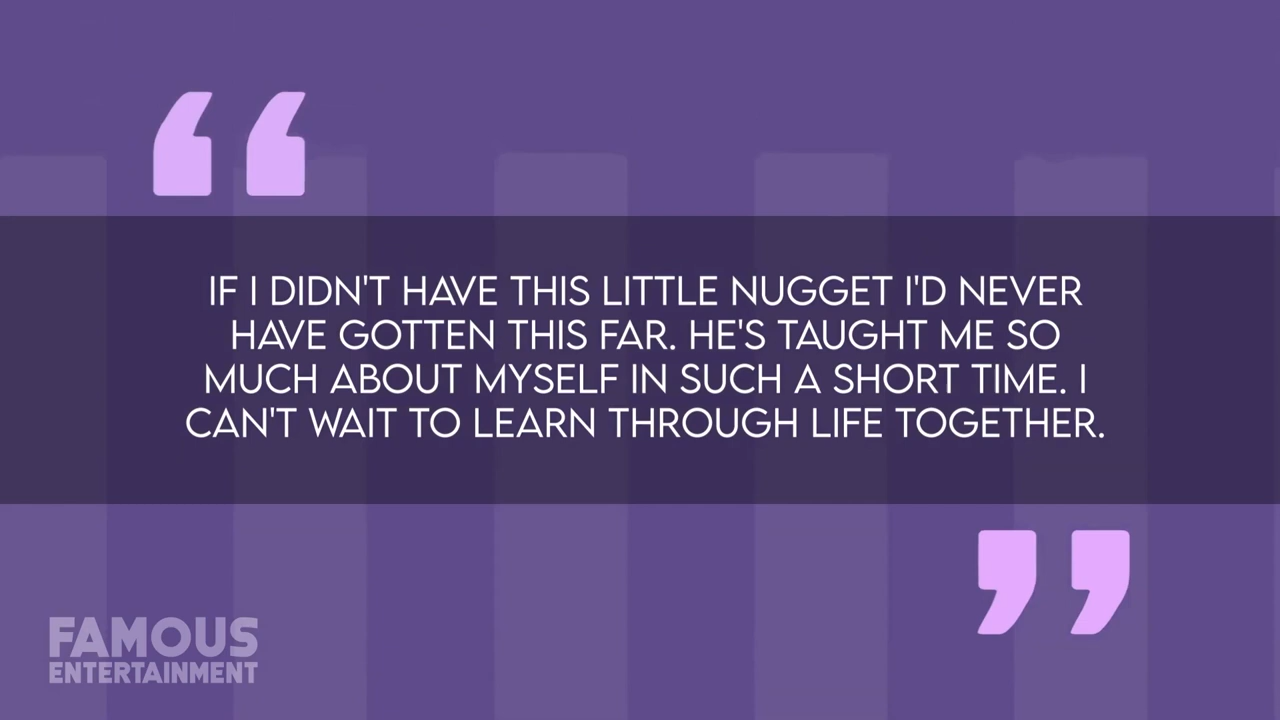 IF I DIDN'T HAVE THIS LITTLE NUGGET I'D NEVER
HAVE GOTTEN THIS FAR. HE'S TAUGHT ME SO
MUCH ABOUT MYSELF IN SUCH A SHORT TIME. I
CAN'T WAIT TO LEARN THROUGH LIFE TOGETHER.
FAMOUS
ENTERTAINMENT